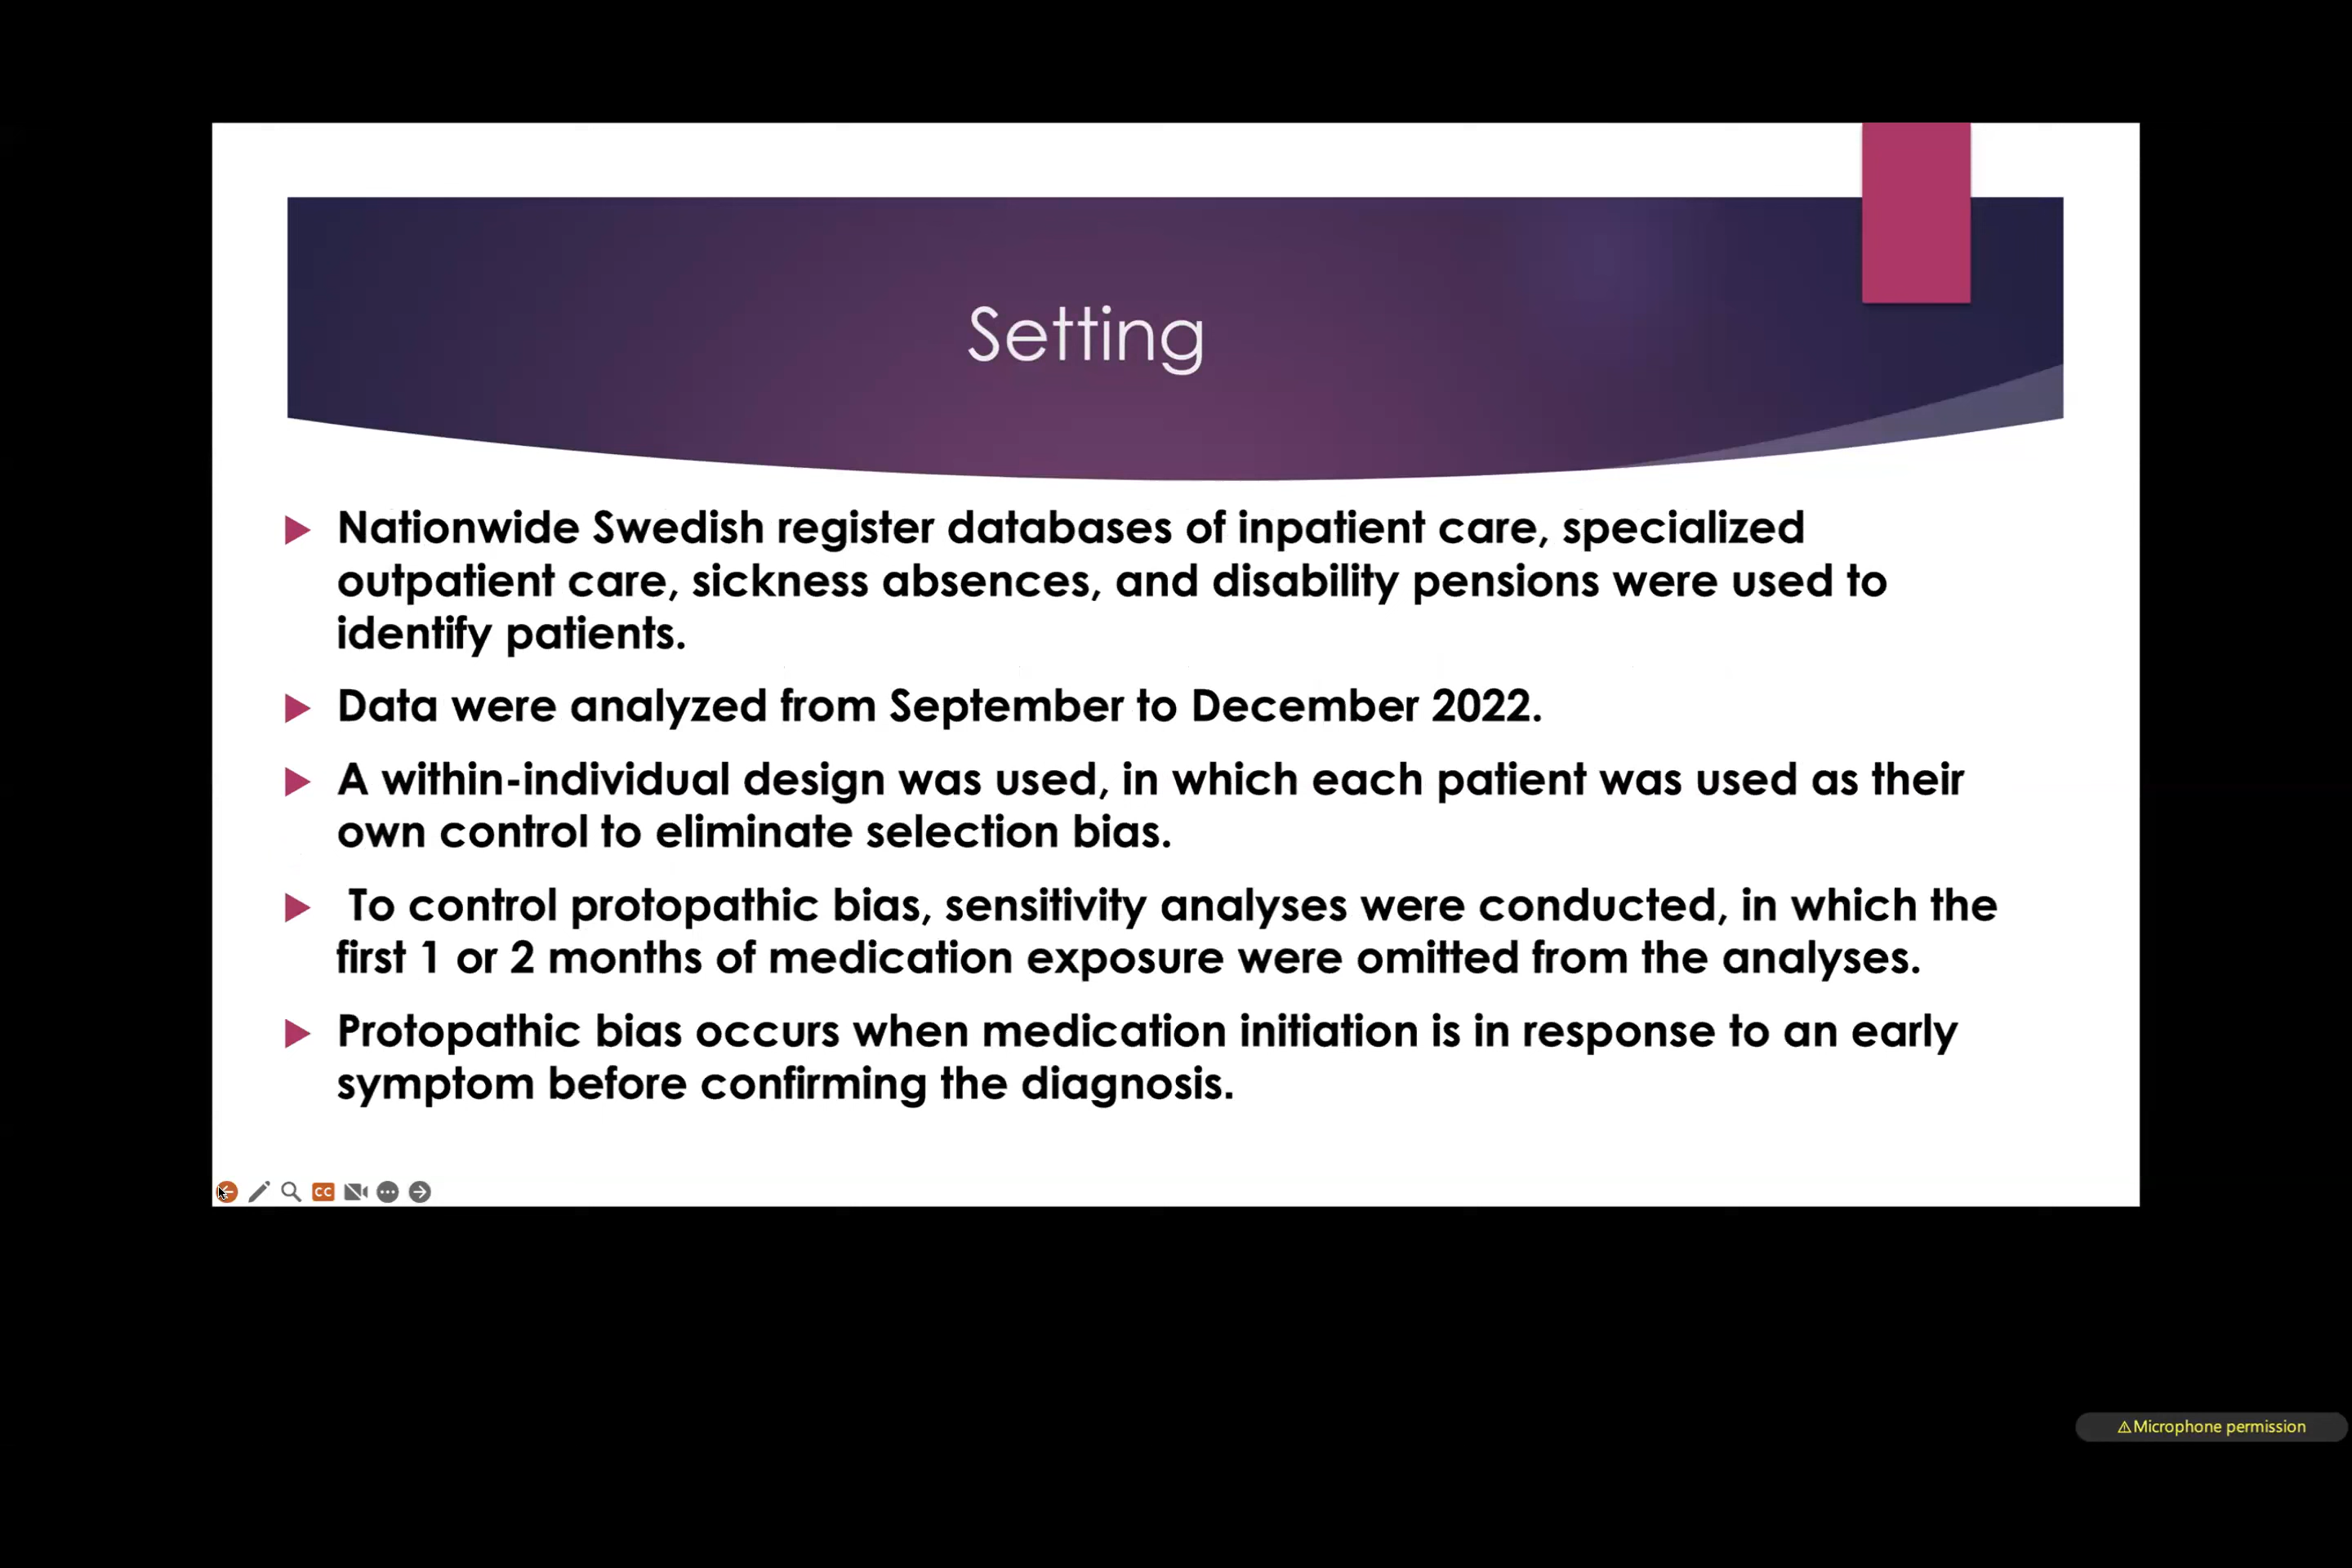 Setting
Nationwide Swedish register databases of inpatient care, specialized
outpatient care, sickness absences, and disability pensions were used to
identify patients.
Data were analyzed from September to December 2022.
A within-individual design was used, in which each patient was used as their
own control to eliminate selection bias.
To control protopathic bias, sensitivity analyses were conducted, in which the
first 1 or 2 months of medication exposure were omitted from the analyses.
Protopathic bias occurs when medication initiation is in response to an early
symptom before confirming the diagnosis.
CC
⚠Microphone permission